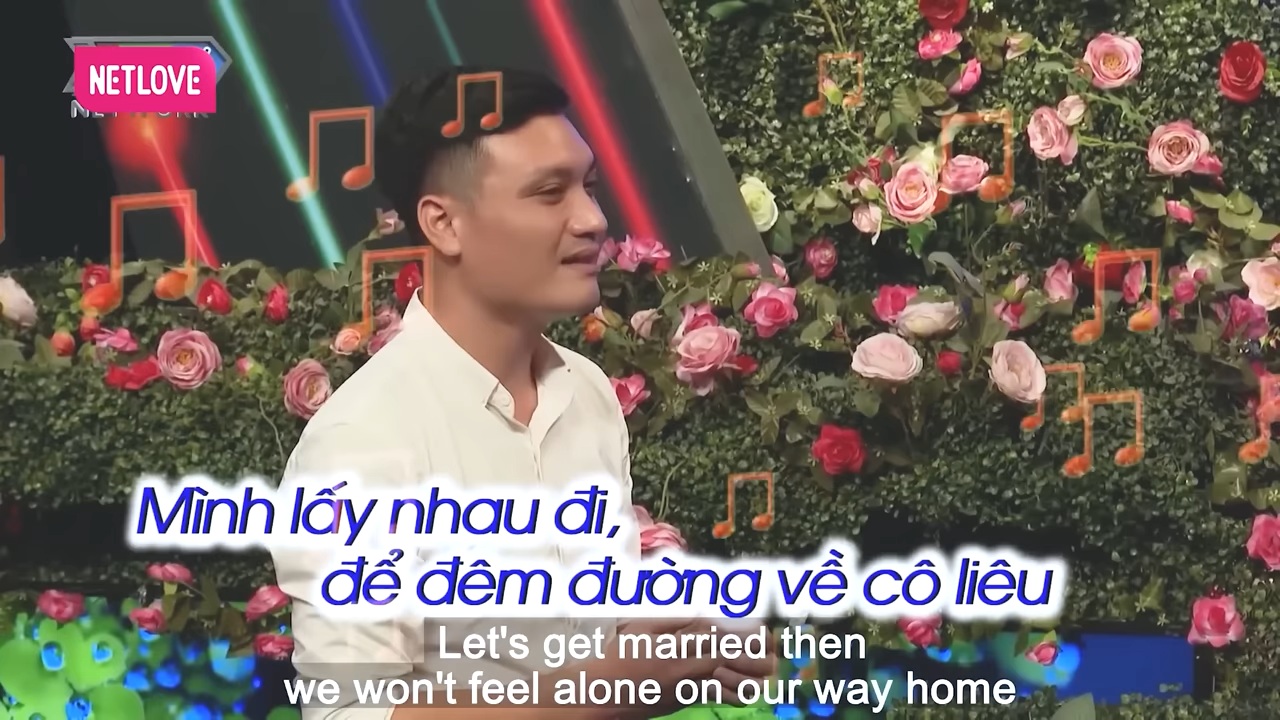 NETLOVE
NETWORK
Mình lấy nhau đi,
để đêm đường về cô liêu
Let's get married then
we won't feel alone on our way home